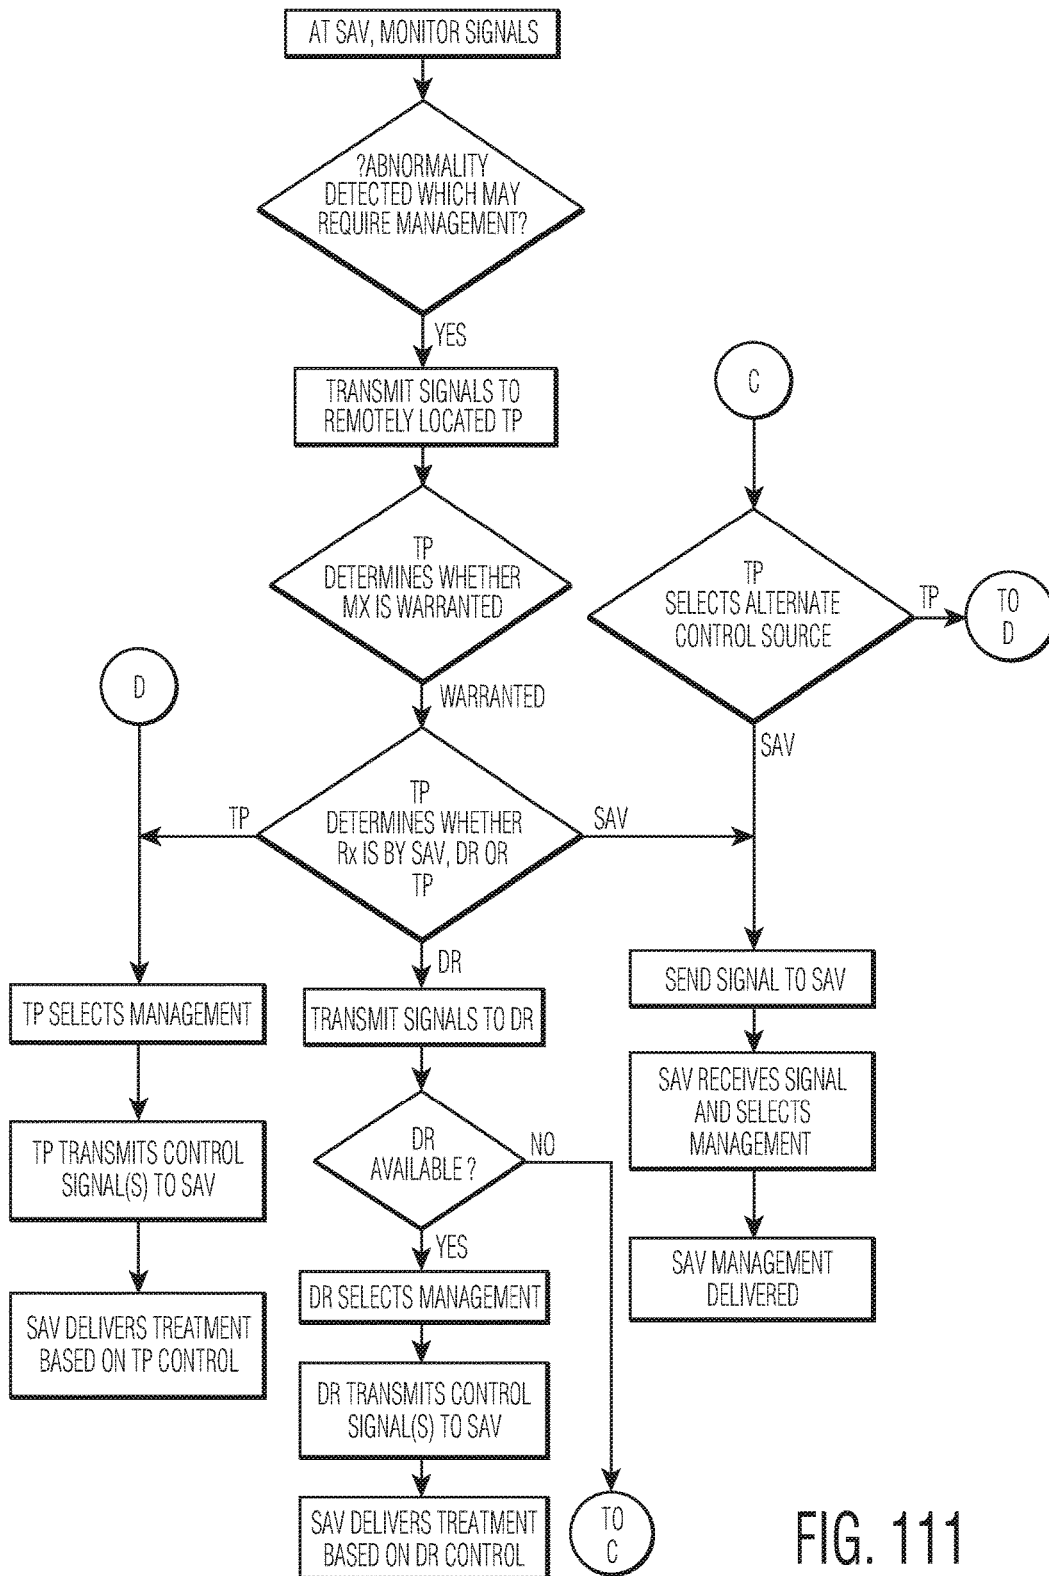 AT SAV, MONITOR SIGNALS
?ABNORMALITY
DETECTED WHICH MAY
REQUIRE MANAGEMENT?
YES
TRANSMIT SIGNALS TO
REMOTELY LOCATED TP
C
TP
DETERMINES WHETHER
MX IS WARRANTED
TP
SELECTS ALTERNATE
CONTROL SOURCE
TP
TO
D
D
WARRANTED
SAV
TP
TP
DETERMINES WHETHER
Rx IS BY SAV, DR OR
TP
SAV
DR
TP SELECTS MANAGEMENT
TRANSMIT SIGNALS TO DR
SEND SIGNAL TO SAV
TP TRANSMITS CONTROL
SIGNAL(S) TO SAV
DR
AVAILABLE ?
NO
SAV RECEIVES SIGNAL
AND SELECTS
MANAGEMENT
YES
SAV DELIVERS TREATMENT
BASED ON TP CONTROL
DR SELECTS MANAGEMENT
SAV MANAGEMENT
DELIVERED
DR TRANSMITS CONTROL
SIGNAL(S) TO SAV
SAV DELIVERS TREATMENT
BASED ON DR CONTROL
TO
C
FIG. 111